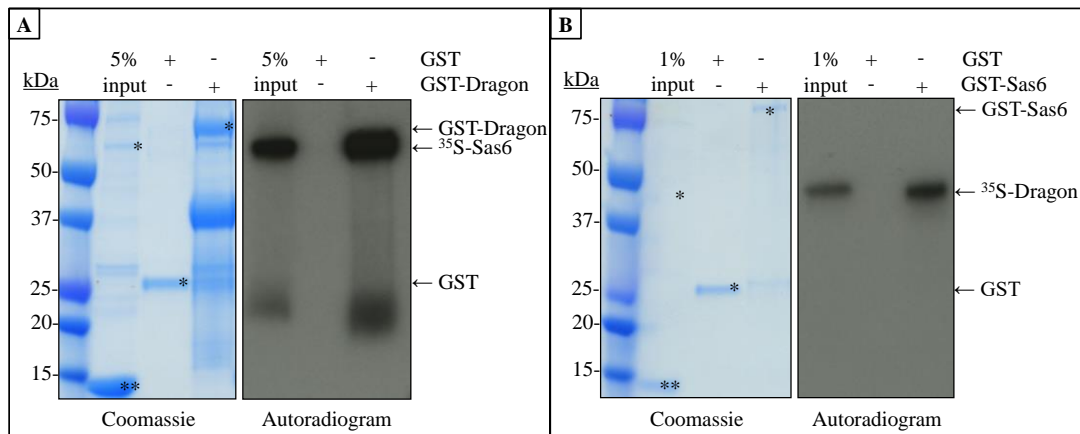 A
5% + - 5% + - GST
kDa input - + input - + GST-Dragon
75-
* *
← GST-Dragon
← ³⁵S-Sas6
50-
37-
* ← GST
25-
20-
15-
**
Coomassie Autoradiogram
B
1% + - 1% + - GST
kDa input - + input - + GST-Sas6
75-
* ← GST-Sas6
50-
* ← ³⁵S-Dragon
37-
25- * ← GST
20-
15- **
Coomassie Autoradiogram